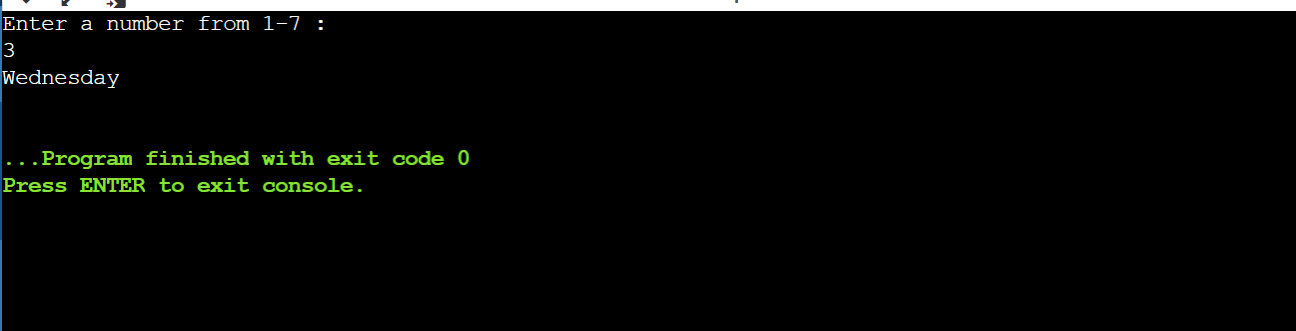 Enter a number from 1-7 :
3
Wednesday
...Program finished with exit code 0
Press ENTER to exit console.